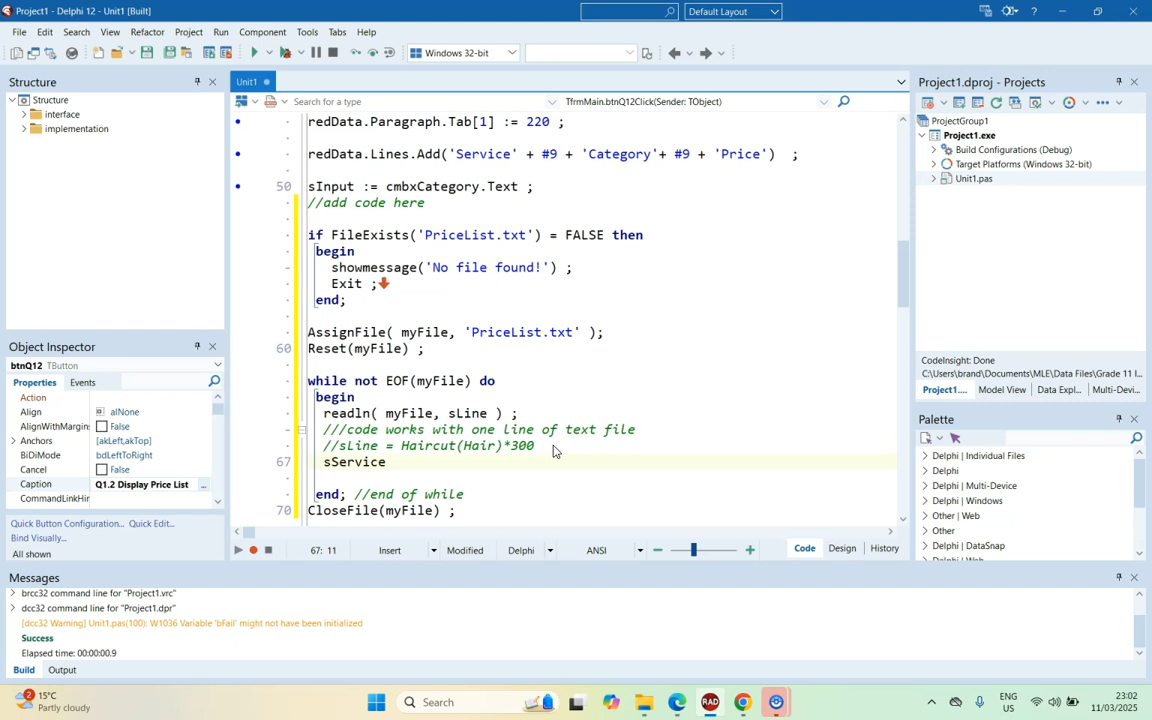 Project1 - Delphi 12 - Unit1 [Built]
Default Layout
File Edit Search View Refactor Project Run Component Tools Tabs Help
Windows 32-bit
Structure
Structure
interface
implementation
Object Inspector
btnQ12 TButton
Properties Events
Action
Align alNone
AlignWithMargins False
Anchors [akLeft,akTop]
BiDiMode bdLeftToRight
Cancel False
Caption Q1.2 Display Price List ...
Quick Button Configuration... Quick Edit...
Bind Visually...
All shown
Unit1
Search for a type
TfrmMain.btnQ12Click(Sender: TObject)
redData.Paragraph.Tab[1] := 220 ;
redData.Lines.Add('Service' + #9 + 'Category'+ #9 + 'Price') ;
50 sInput := cmbxCategory.Text ;
//add code here
if FileExists('PriceList.txt') = FALSE then
begin
showmessage('No file found!') ;
Exit ;
end;
AssignFile( myFile, 'PriceList.txt' );
60 Reset(myFile) ;
while not EOF(myFile) do
begin
readln( myFile, sLine ) ;
///code works with one line of text file
//sLine = Haircut(Hair)*300
67 sService
end; //end of while
70 CloseFile(myFile) ;
67: 11 Insert Modified Delphi ANSI Code Design History
Project1.dproj - Projects
ProjectGroup1
Project1.exe
Build Configurations (Debug)
Target Platforms (Windows 32-bit)
Unit1.pas
CodeInsight: Done
C:\Users\brand\Documents\MLE\Data Files\Grade 11 I
Project1.... Model View Data Expl... Multi-Devi...
Palette
Delphi | Individual Files
Delphi
Delphi | Multi-Device
Delphi | Windows
Other | Web
Other
Delphi | DataSnap
Messages
brcc32 command line for "Project1.vrc"
dcc32 command line for "Project1.dpr"
[dcc32 Warning] Unit1.pas(100): W1036 Variable 'bFail' might not have been initialized
Success
Elapsed time: 00:00:00.9
Build Output
2
15°C
Partly cloudy
Search
RAD
ENG
US
23:02
11/03/2025